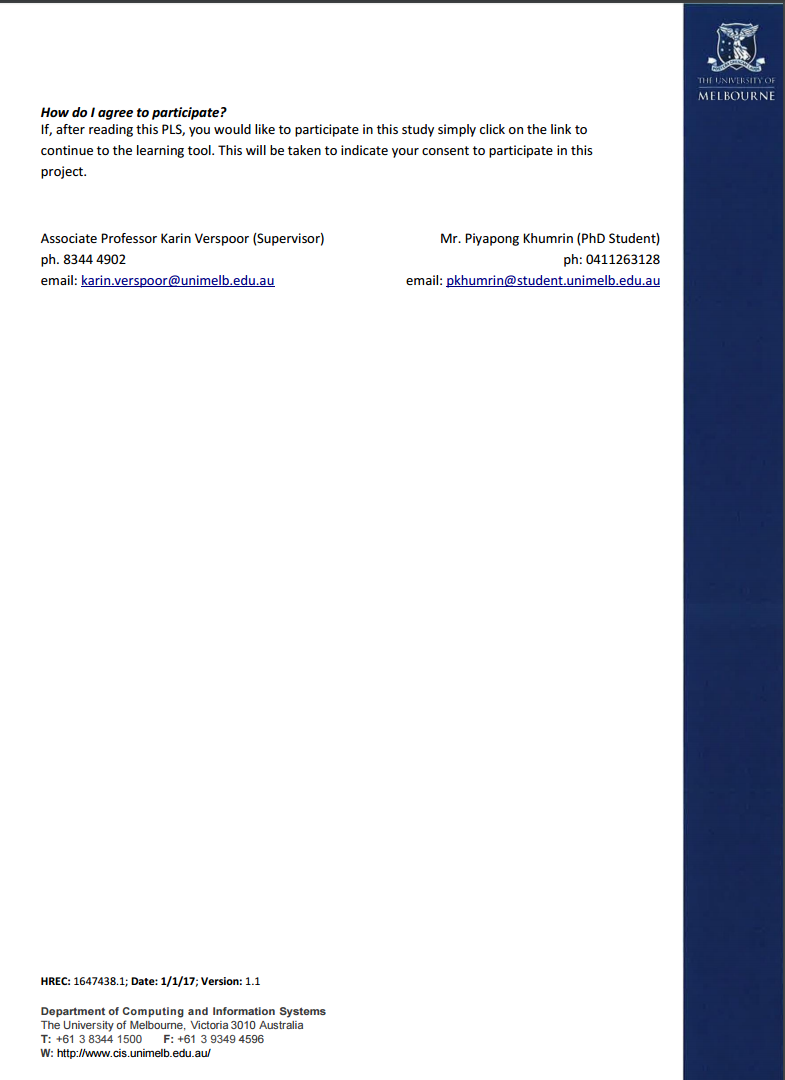 THE UNIVERSITY OF
MELBOURNE
How do I agree to participate?
If, after reading this PLS, you would like to participate in this study simply click on the link to
continue to the learning tool. This will be taken to indicate your consent to participate in this
project.
Associate Professor Karin Verspoor (Supervisor)
ph. 8344 4902
email: karin.verspoor@unimelb.edu.au
Mr. Piyapong Khumrin (PhD Student)
ph: 0411263128
email: pkhumrin@student.unimelb.edu.au
HREC: 1647438.1; Date: 1/1/17; Version: 1.1
Department of Computing and Information Systems
The University of Melbourne, Victoria 3010 Australia
T: +61 3 8344 1500 F: +61 3 9349 4596
W: http://www.cis.unimelb.edu.au/